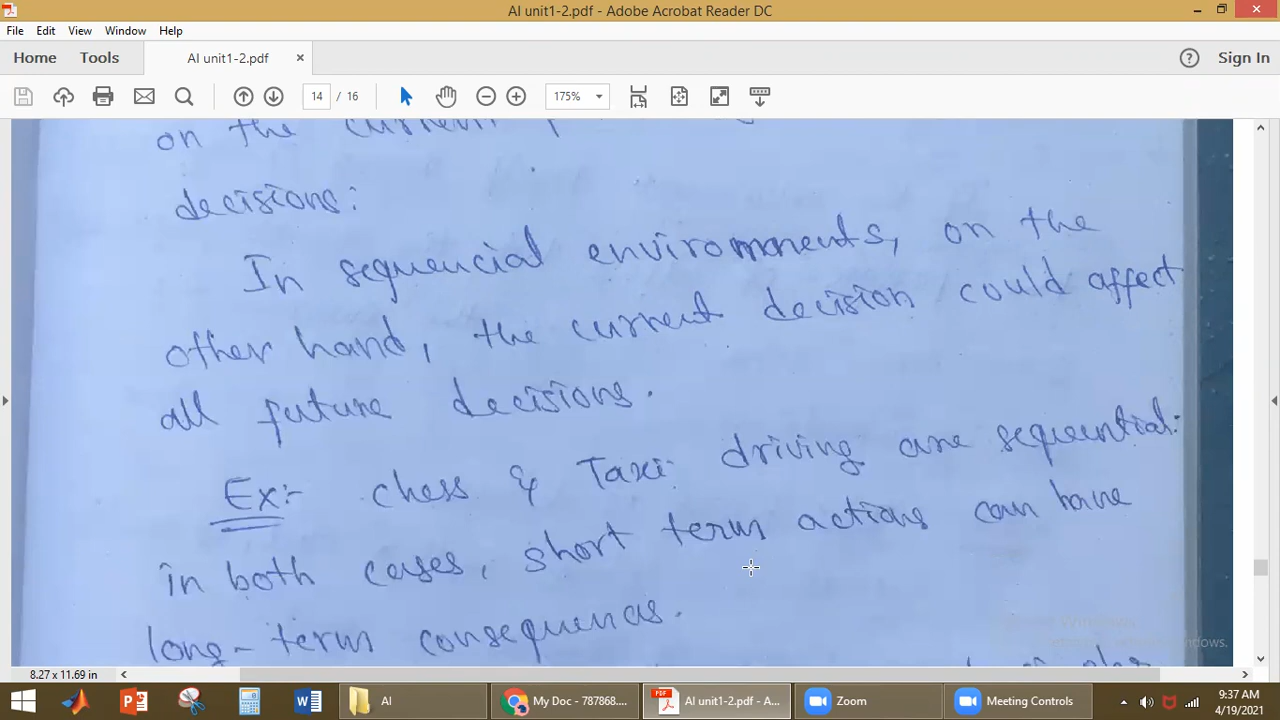 AI unit1-2.pdf - Adobe Acrobat Reader DC
File Edit View Window Help
Home Tools AI unit1-2.pdf × Sign In
14 / 16 175%
on the current
decisions:
In sequencial enviromnents, on the
other hand, the current decision could affect
all future decisions.
Ex:- chess & Taxi driving are sequential:
in both cases, short term actions can have
long-term consequences.
8.27 x 11.69 in
AI My Doc - 787868.... AI unit1-2.pdf - A... Zoom Meeting Controls 9:37 AM
4/19/2021